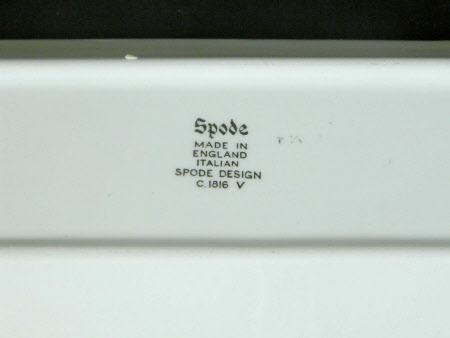 Spode
MADE IN
ENGLAND
ITALIAN
SPODE DESIGN
C.1816 V